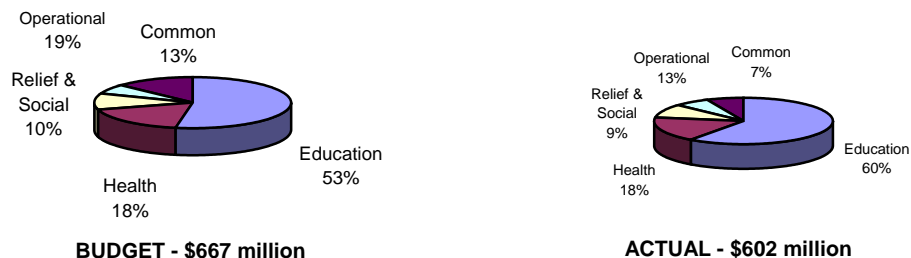 Operational
19%
Common
13%
Relief &
Social
10%
Health
18%
Education
53%
BUDGET - $667 million
Operational
13%
Common
7%
Relief &
Social
9%
Health
18%
Education
60%
ACTUAL - $602 million